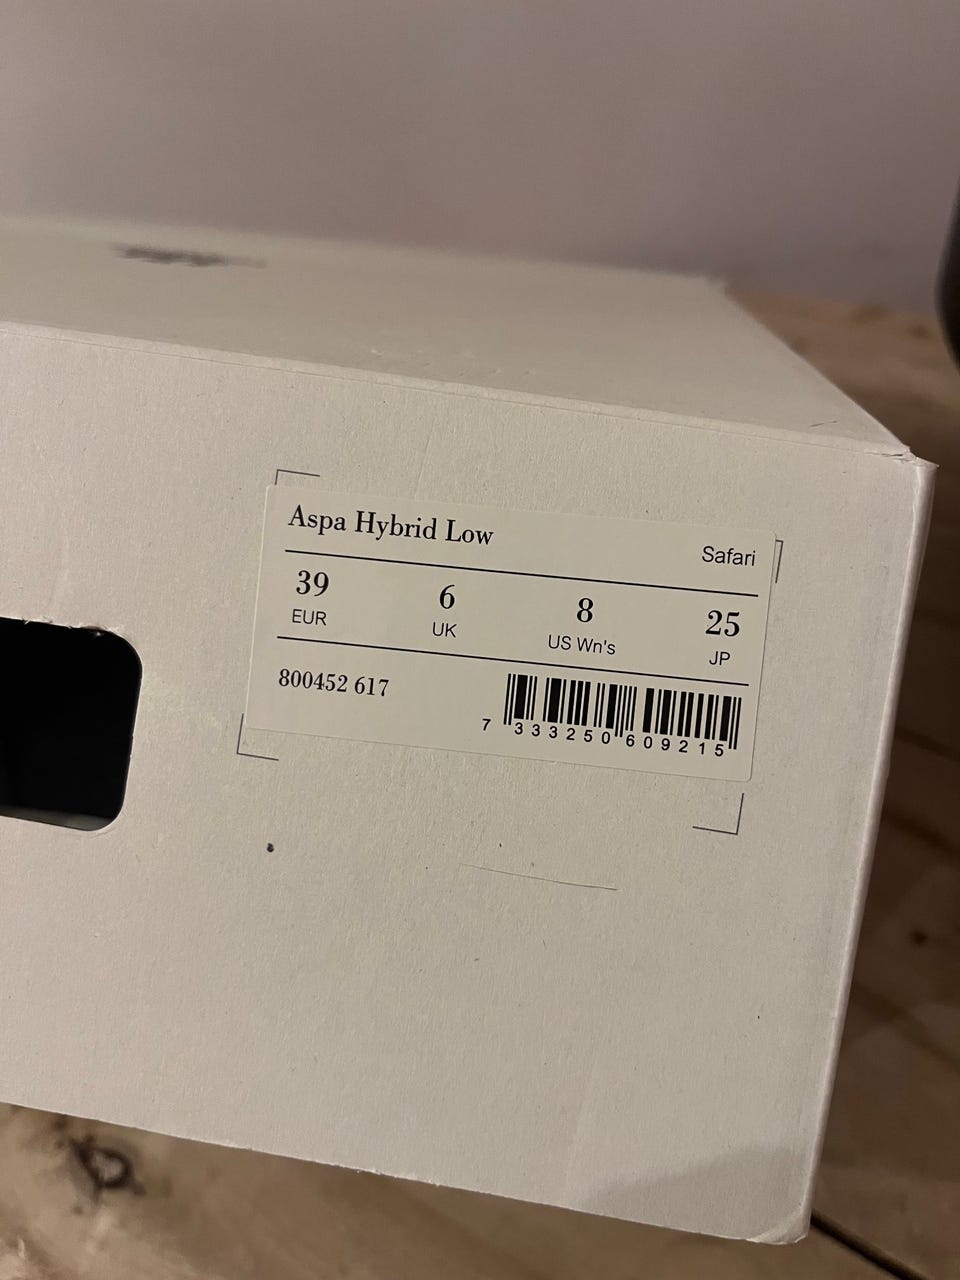 Aspa Hybrid Low
Safari
39 6 8 25
EUR UK US Wn's JP
800452 617
7 333250 609215